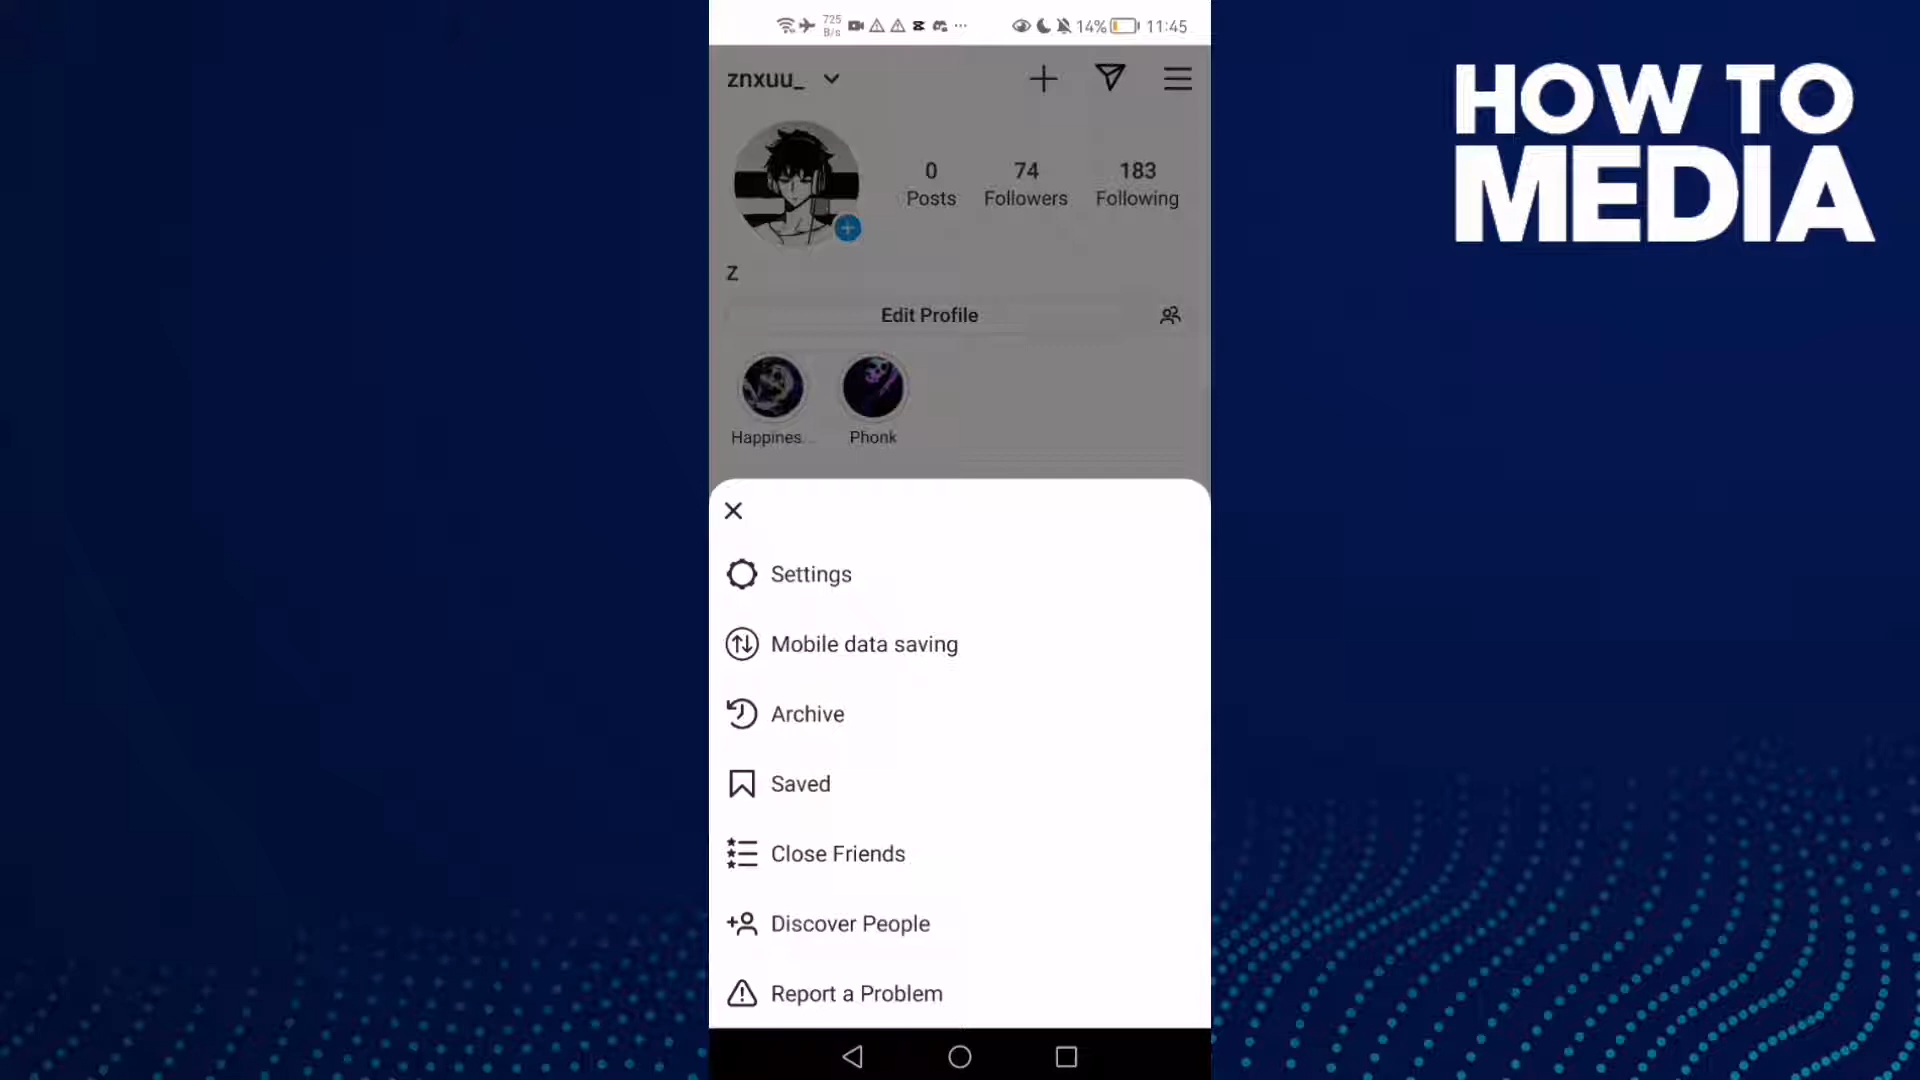 725
B/s
14%
11:45
znxuu_
0
74
183
Posts
Followers
Following
Z
Edit Profile
Happines...
Phonk
Settings
Mobile data saving
Archive
Saved
Close Friends
Discover People
Report a Problem
HOW TO
MEDIA